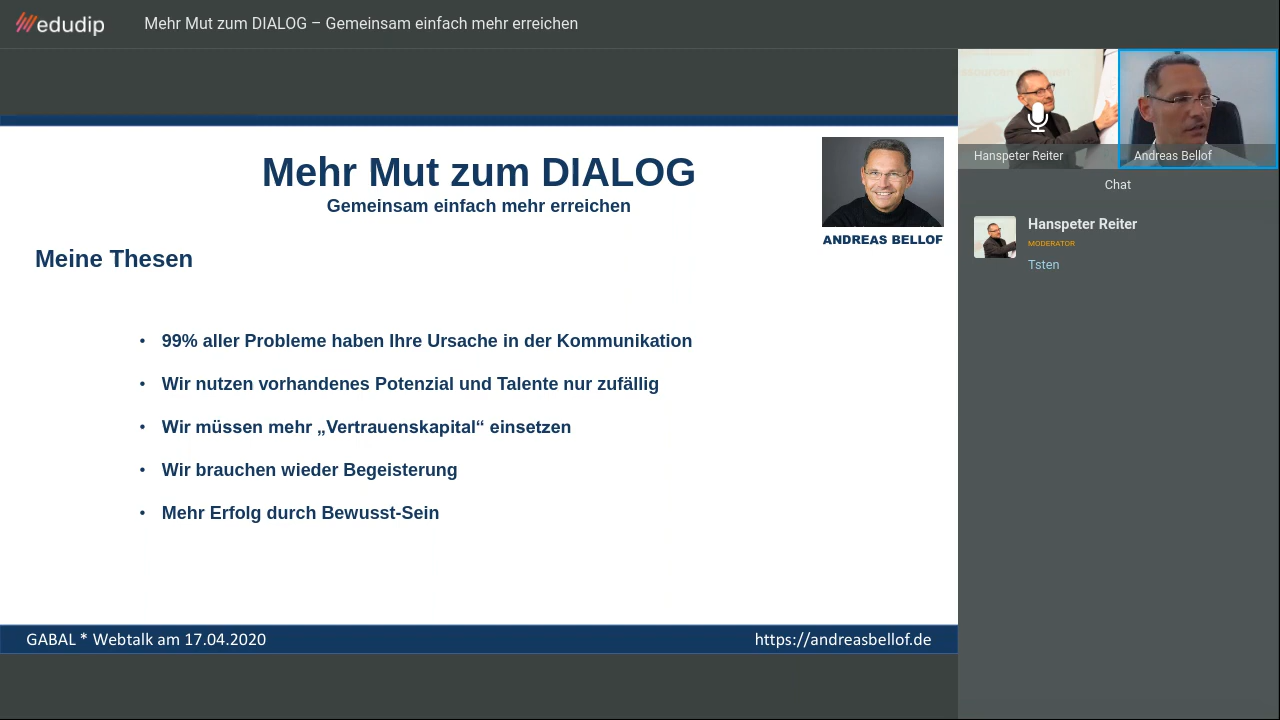 edudip
Mehr Mut zum DIALOG – Gemeinsam einfach mehr erreichen
Hanspeter Reiter
Andreas Bellof
Mehr Mut zum DIALOG
Gemeinsam einfach mehr erreichen
ANDREAS BELLOF
Meine Thesen
• 99% aller Probleme haben Ihre Ursache in der Kommunikation
• Wir nutzen vorhandenes Potenzial und Talente nur zufällig
• Wir müssen mehr „Vertrauenskapital“ einsetzen
• Wir brauchen wieder Begeisterung
• Mehr Erfolg durch Bewusst-Sein
GABAL * Webtalk am 17.04.2020
https://andreasbellof.de
Chat
Hanspeter Reiter
MODERATOR
Tsten